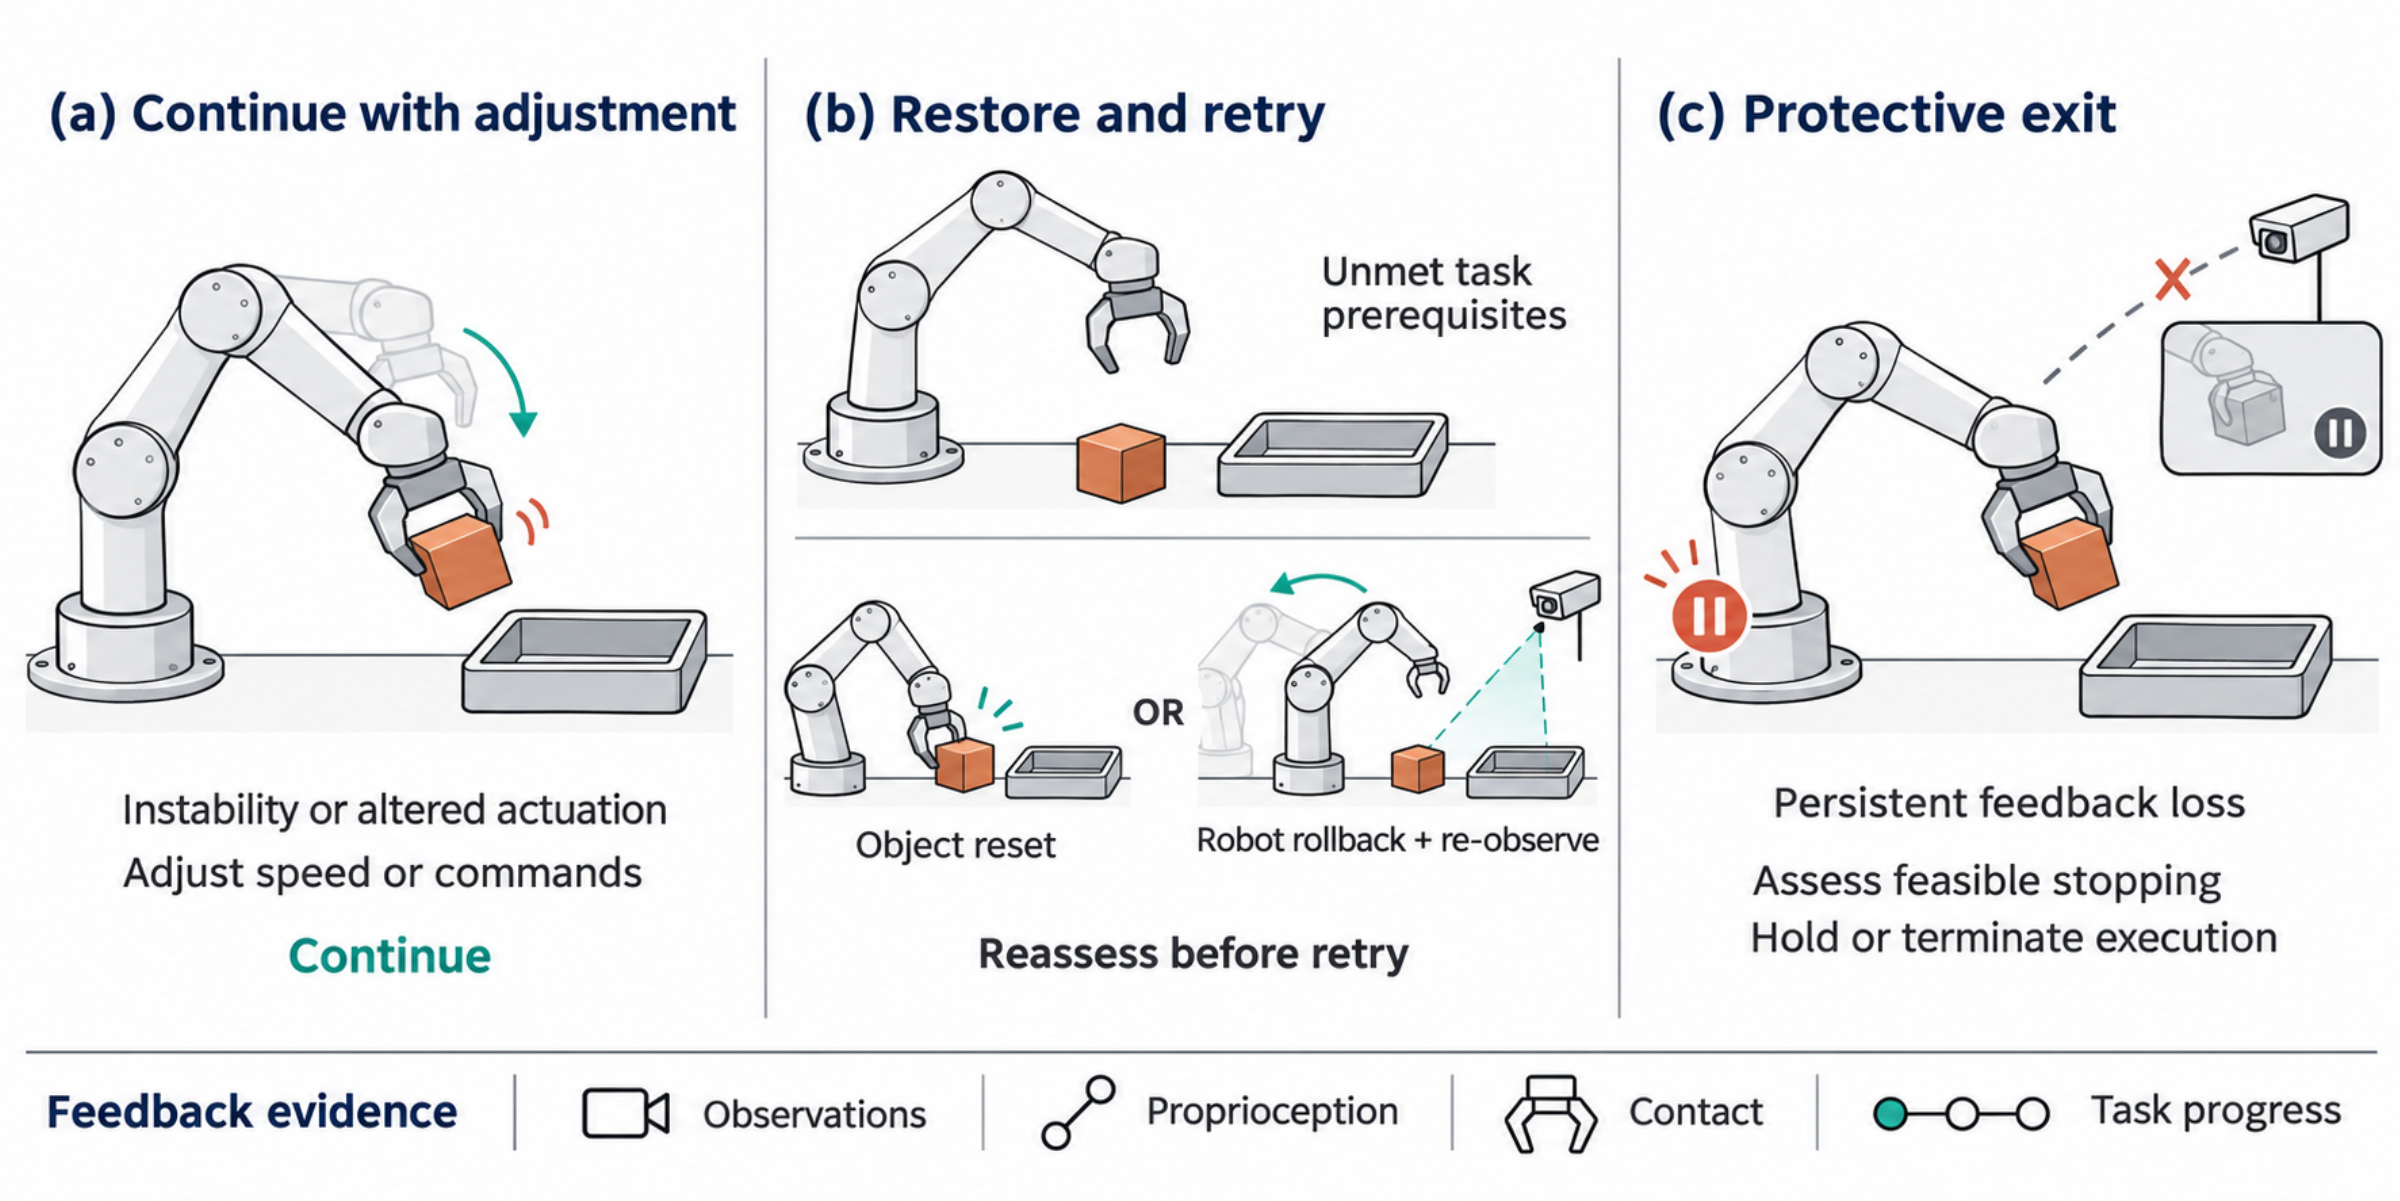 (a) Continue with adjustment
Instability or altered actuation
Adjust speed or commands
Continue
(b) Restore and retry
Unmet task
prerequisites
OR
Object reset
Robot rollback + re-observe
Reassess before retry
(c) Protective exit
Persistent feedback loss
Assess feasible stopping
Hold or terminate execution
Feedback evidence
Observations
Proprioception
Contact
Task progress